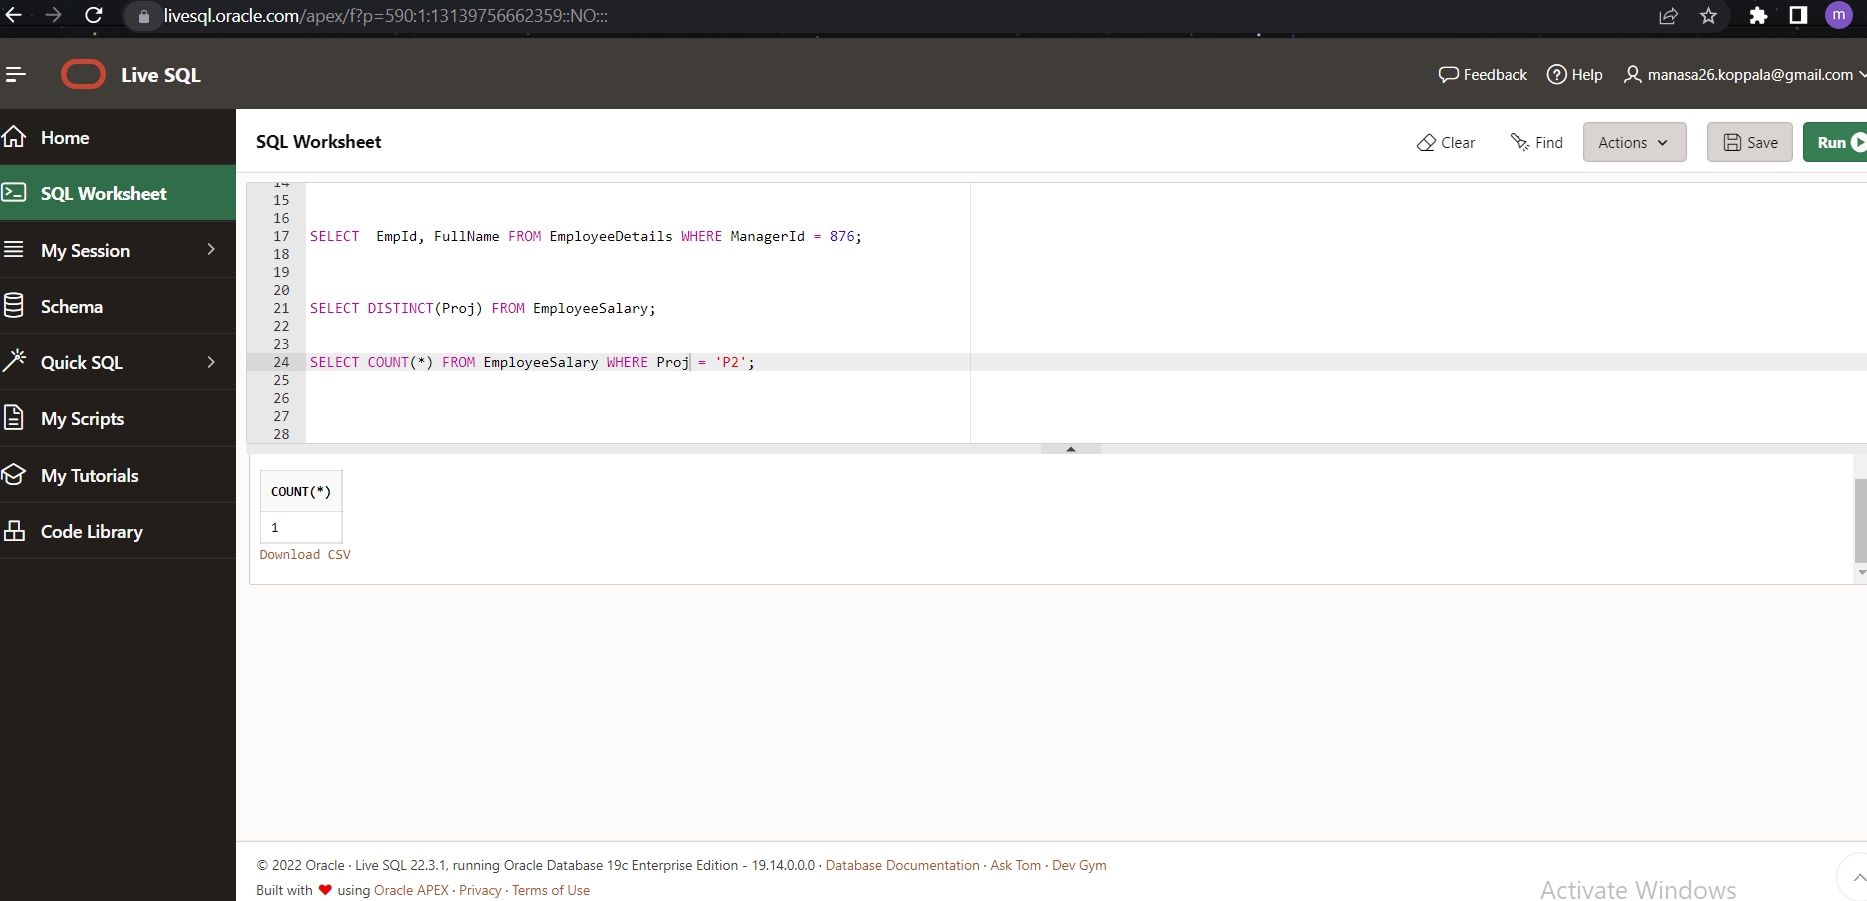 livesql.oracle.com/apex/f?p=590:1:13139756662359::NO:::
m
Live SQL
Feedback
Help
manasa26.koppala@gmail.com
Home
SQL Worksheet
My Session
Schema
Quick SQL
My Scripts
My Tutorials
Code Library
SQL Worksheet
Clear
Find
Actions
Save
Run
14
15
16
17 SELECT  EmpId, FullName FROM EmployeeDetails WHERE ManagerId = 876;
18
19
20
21 SELECT DISTINCT(Proj) FROM EmployeeSalary;
22
23
24 SELECT COUNT(*) FROM EmployeeSalary WHERE Proj = 'P2';
25
26
27
28
COUNT(*)
1
Download CSV
© 2022 Oracle · Live SQL 22.3.1, running Oracle Database 19c Enterprise Edition - 19.14.0.0.0 · Database Documentation · Ask Tom · Dev Gym
Built with ♥ using Oracle APEX · Privacy · Terms of Use
Activate Windows